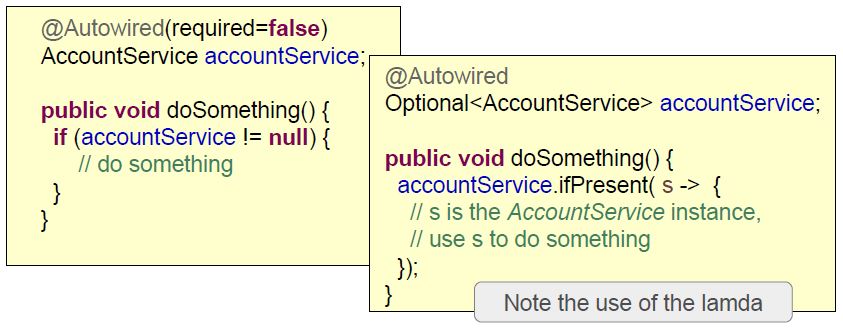 @Autowired(required=false)
AccountService accountService;
public void doSomething() {
if (accountService != null) {
// do something
}
}
@Autowired
Optional<AccountService> accountService;
public void doSomething() {
accountService.ifPresent( s -> {
// s is the AccountService instance,
// use s to do something
});
}
Note the use of the lamda